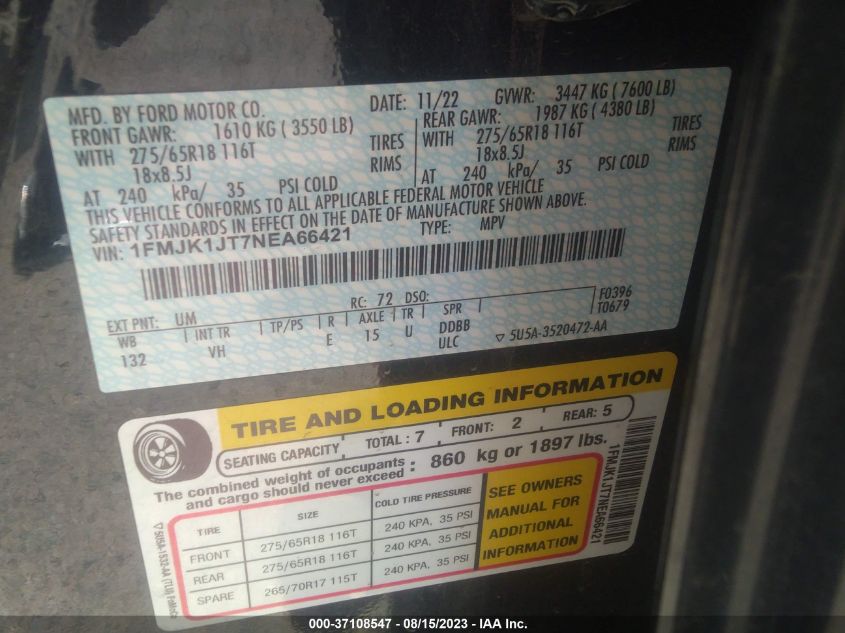 MFD. BY FORD MOTOR CO.
DATE: 11/22 GVWR: 3447 KG ( 7600 LB)
FRONT GAWR: 1610 KG ( 3550 LB)
REAR GAWR: 1987 KG ( 4380 LB)
WITH 275/65R18 116T TIRES
WITH 275/65R18 116T TIRES
18x8.5J RIMS
18x8.5J RIMS
AT 240 kPa/ 35 PSI COLD
AT 240 kPa/ 35 PSI COLD
THIS VEHICLE CONFORMS TO ALL APPLICABLE FEDERAL MOTOR VEHICLE
SAFETY STANDARDS IN EFFECT ON THE DATE OF MANUFACTURE SHOWN ABOVE.
VIN: 1FMJK1JT7NEA66421 TYPE: MPV
F0396
T0679
EXT PNT: UM RC: 72 DSO:
WB INT TR TP/PS R AXLE TR SPR
132 VH E 15 U DDBB
ULC
5U5A-3520472-AA
TIRE AND LOADING INFORMATION
SEATING CAPACITY TOTAL : 7 FRONT: 2 REAR: 5
The combined weight of occupants
and cargo should never exceed : 860 kg or 1897 lbs.
TIRE SIZE COLD TIRE PRESSURE
FRONT 275/65R18 116T 240 KPA, 35 PSI
REAR 275/65R18 116T 240 KPA, 35 PSI
SPARE 265/70R17 115T 240 KPA, 35 PSI
SEE OWNERS
MANUAL FOR
ADDITIONAL
INFORMATION
1FMJK1JT7NEA66421
000-37108547 - 08/15/2023 - IAA Inc.